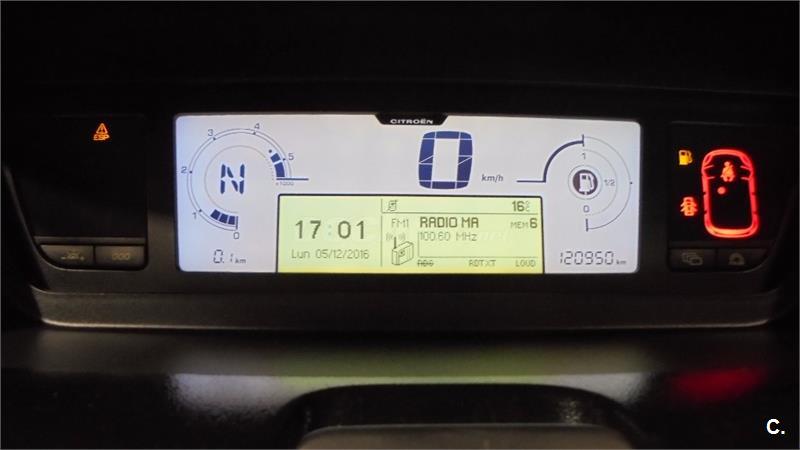 CITROËN
ESP
3
4
5
2
x1000
1
0
N
0
km/h
1
1/2
0
16°C
17:01
FM1
RADIO MA
MEM 6
100.60 MHz
Lun 05/12/2016
RDS
RDTXT
LOUD
0.1 km
120950 km
000
C.